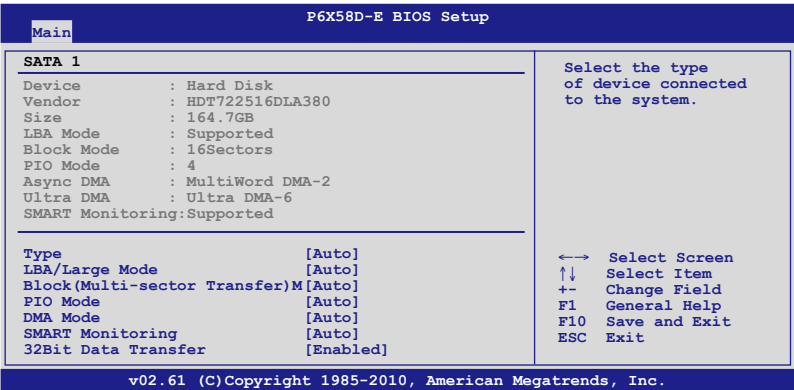 P6X58D-E BIOS Setup
Main
SATA 1
Device : Hard Disk
Vendor : HDT722516DLA380
Size : 164.7GB
LBA Mode : Supported
Block Mode : 16Sectors
PIO Mode : 4
Async DMA : MultiWord DMA-2
Ultra DMA : Ultra DMA-6
SMART Monitoring:Supported
Type [Auto]
LBA/Large Mode [Auto]
Block(Multi-sector Transfer)M[Auto]
PIO Mode [Auto]
DMA Mode [Auto]
SMART Monitoring [Auto]
32Bit Data Transfer [Enabled]
Select the type
of device connected
to the system.
←→ Select Screen
↑↓ Select Item
+- Change Field
F1 General Help
F10 Save and Exit
ESC Exit
v02.61 (C)Copyright 1985-2010, American Megatrends, Inc.